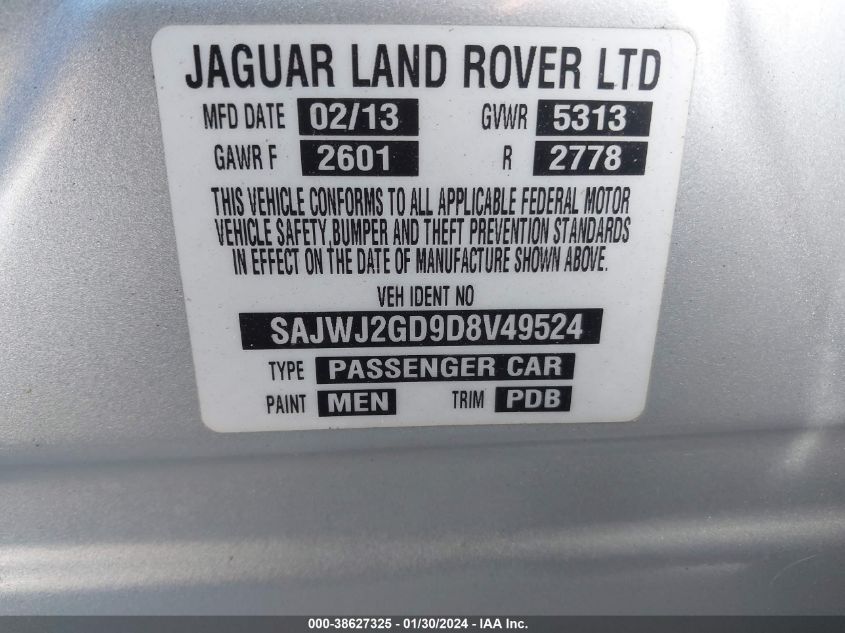 JAGUAR LAND ROVER LTD
MFD DATE 02/13 GVWR 5313
GAWR F 2601 R 2778
THIS VEHICLE CONFORMS TO ALL APPLICABLE FEDERAL MOTOR
VEHICLE SAFETY,BUMPER AND THEFT PREVENTION STANDARDS
IN EFFECT ON THE DATE OF MANUFACTURE SHOWN ABOVE.
VEH IDENT NO
SAJWJ2GD9D8V49524
TYPE PASSENGER CAR
PAINT MEN TRIM PDB
000-38627325 - 01/30/2024 - IAA, Inc.